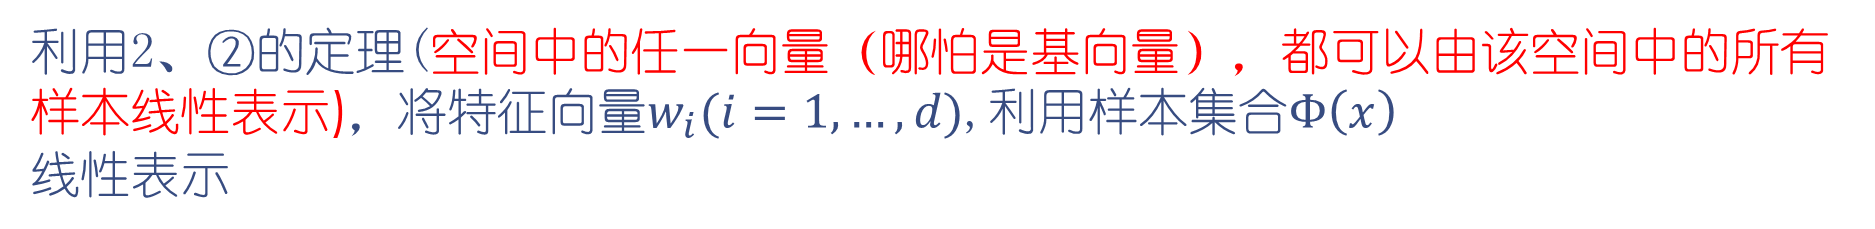 利用2、②的定理(空间中的任一向量（哪怕是基向量），都可以由该空间中的所有
样本线性表示)，将特征向量wᵢ(i = 1, … , d), 利用样本集合Φ(x)
线性表示